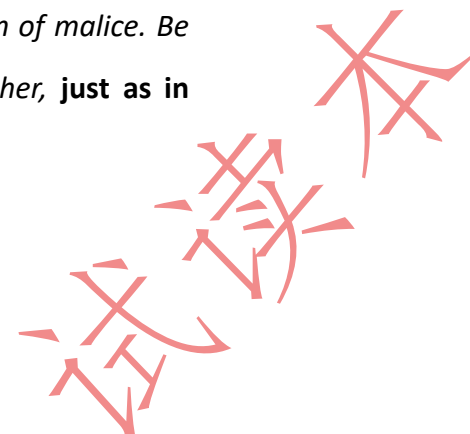 n of malice. Be
her, just as in
试读本